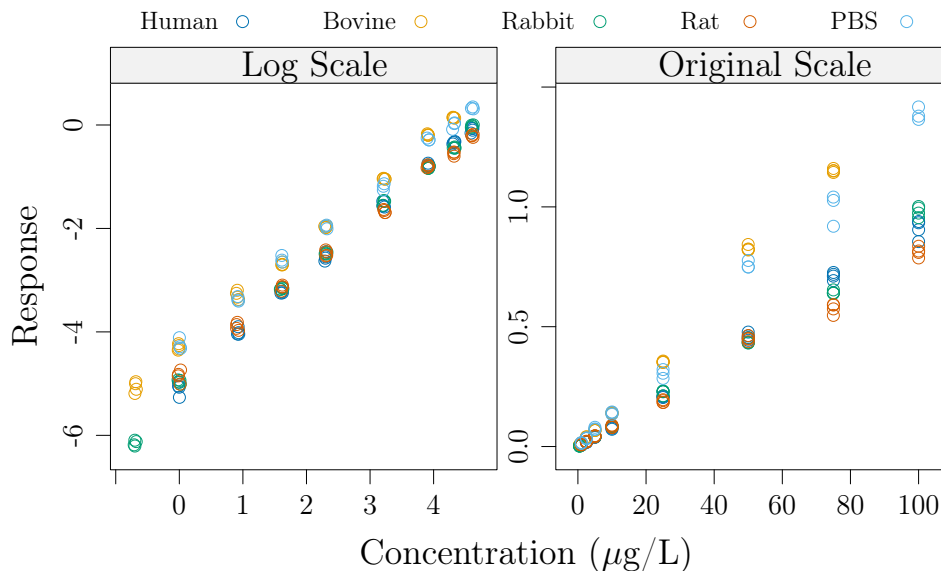 Human Bovine Rabbit Rat PBS
Log Scale Original Scale
Response
0
-2
-4
-6
1.0
0.5
0.0
0 1 2 3 4 0 20 40 60 80 100
Concentration (μg/L)